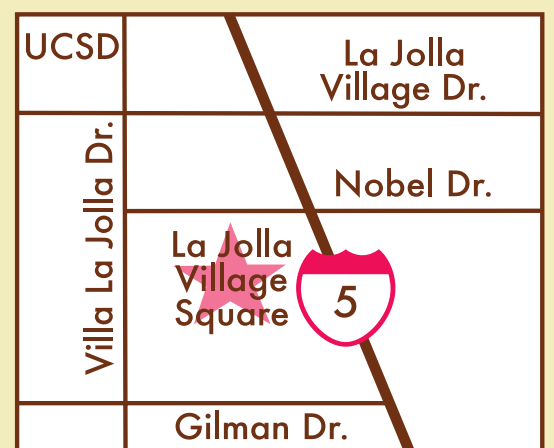 UCSD
La Jolla
Village Dr.
Villa La Jolla Dr.
Nobel Dr.
La Jolla
Village
Square
5
Gilman Dr.